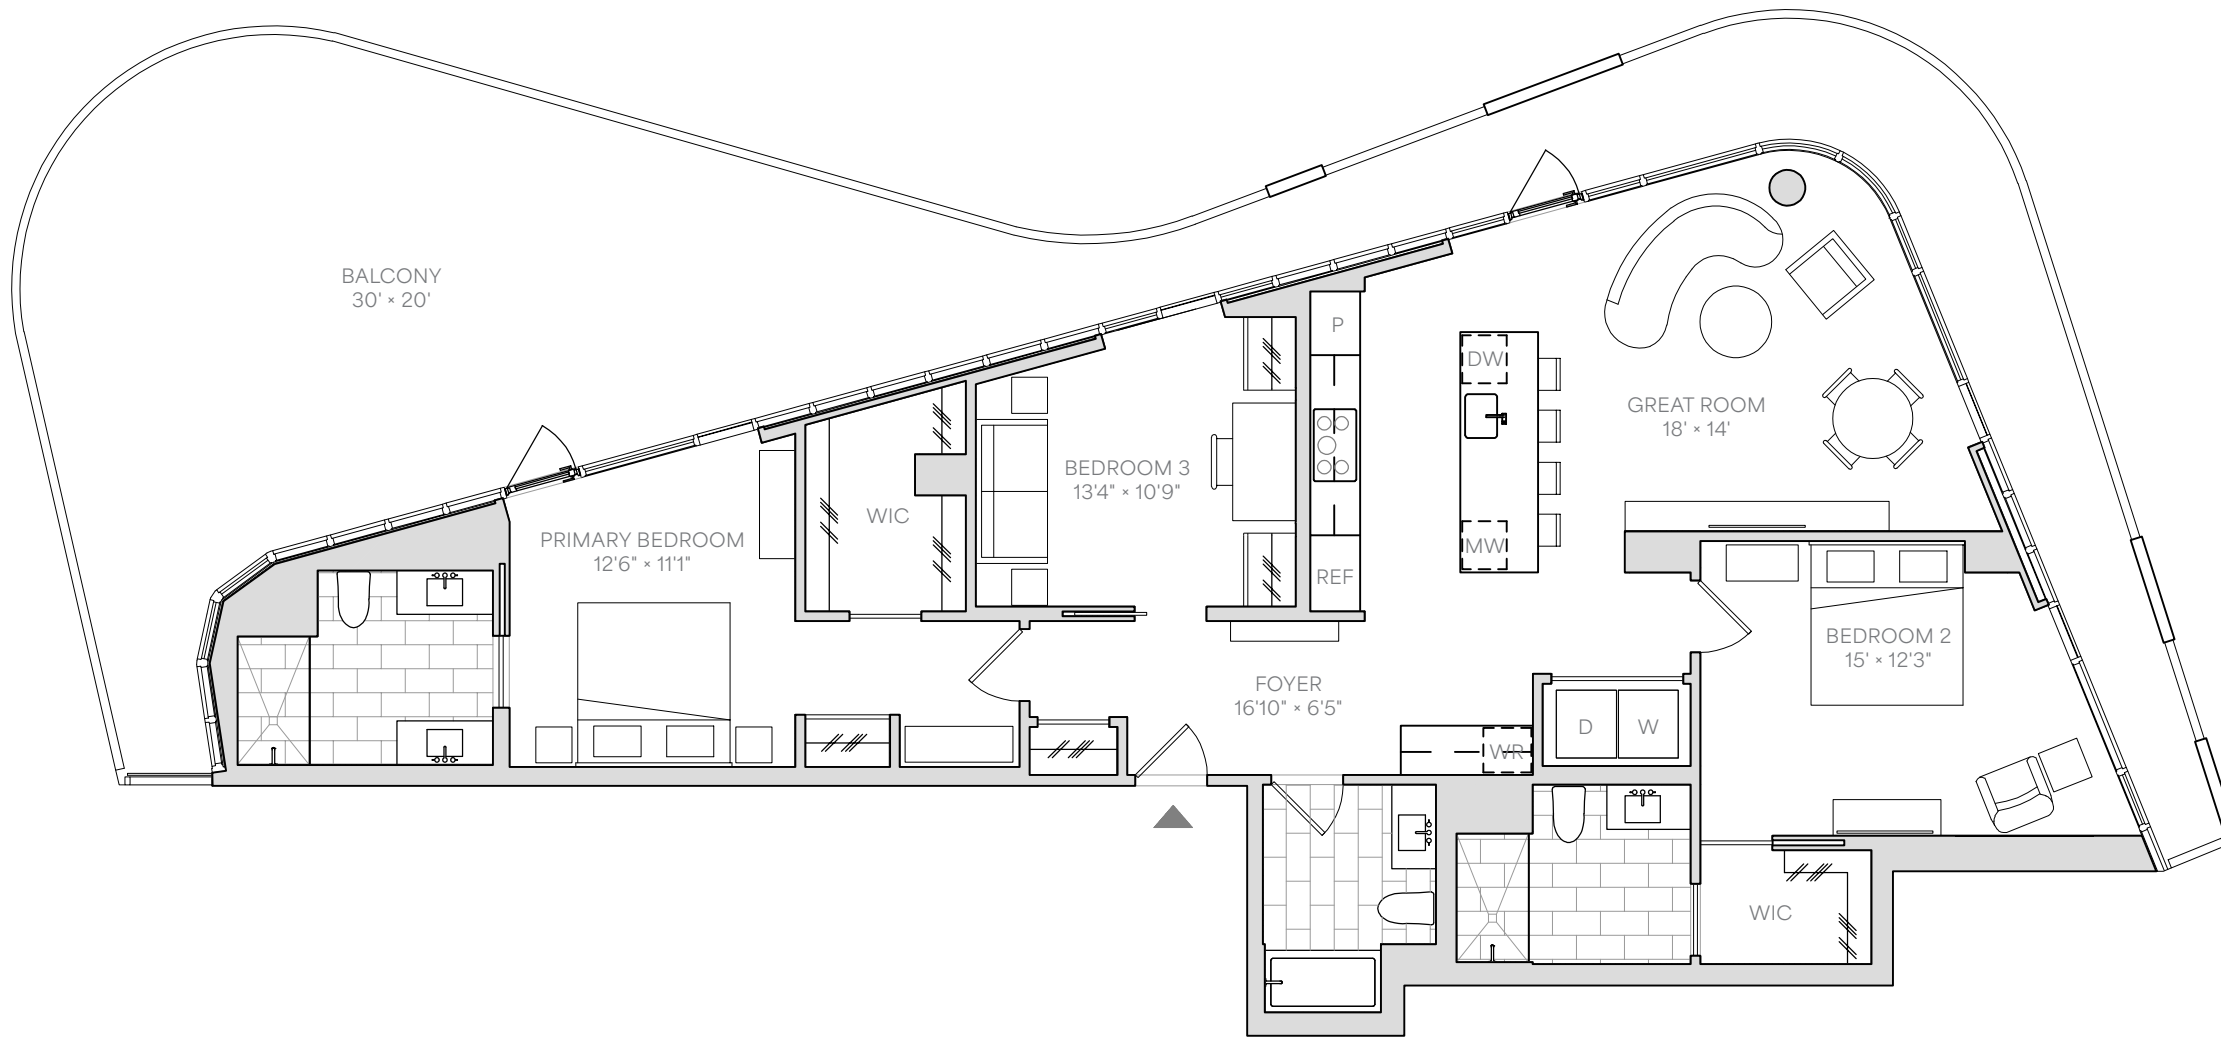 BALCONY
30' × 20'
P
DW
GREAT ROOM
18' × 14'
BEDROOM 3
13'4" × 10'9"
WIC
PRIMARY BEDROOM
12'6" × 11'1"
MW
REF
BEDROOM 2
15' × 12'3"
FOYER
16'10" × 6'5"
D
W
WR
WIC